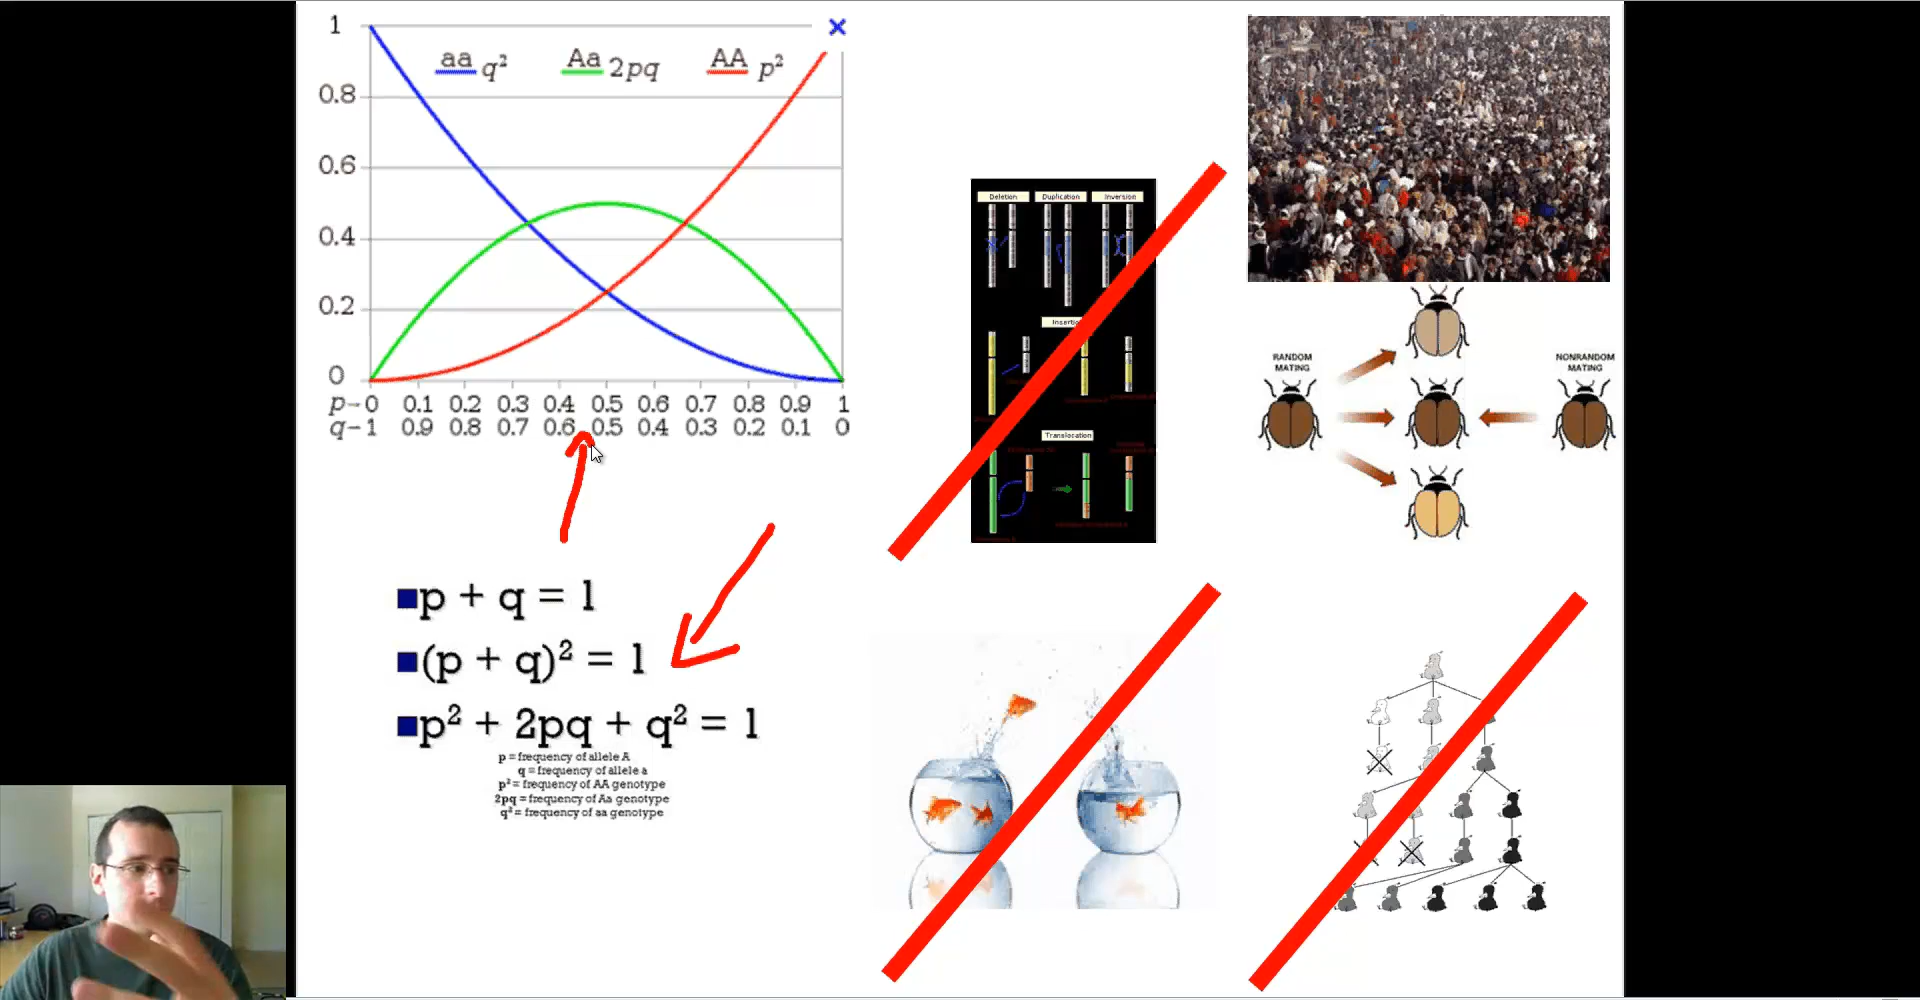 1
aa q² Aa 2pq AA p²
0.8
0.6
0.4
0.2
0
p→0 0.1 0.2 0.3 0.4 0.5 0.6 0.7 0.8 0.9 1
q→1 0.9 0.8 0.7 0.6 0.5 0.4 0.3 0.2 0.1 0
p + q = 1
(p + q)² = 1
p² + 2pq + q² = 1
p = frequency of allele A
q = frequency of allele a
p² = frequency of AA genotype
2pq = frequency of Aa genotype
q² = frequency of aa genotype
Deletion Duplication Inversion
Translocation
RANDOM
MATING
NONRANDOM
MATING